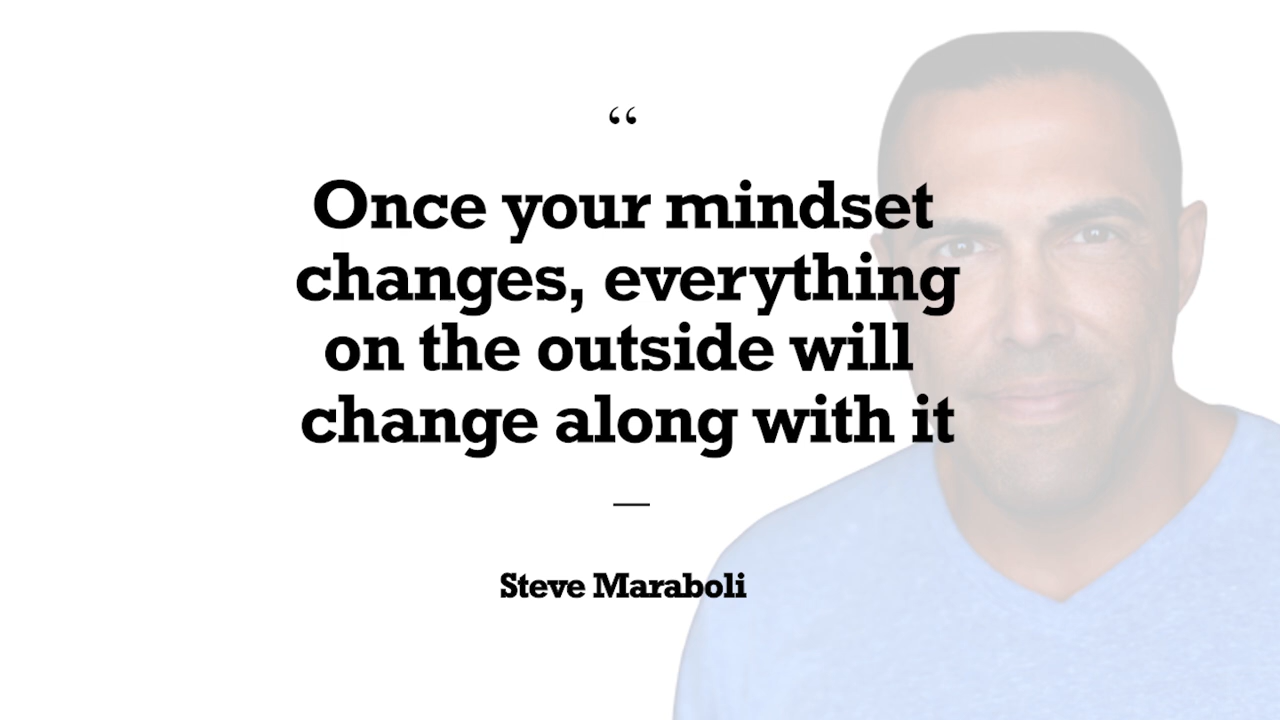 “
Once your mindset
changes, everything
on the outside will
change along with it
—
Steve Maraboli